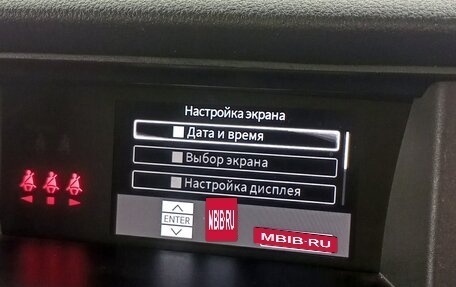 Настройка экрана
Дата и время
Выбор экрана
Настройка дисплея
ENTER
MBIB.RU
MBIB-RU